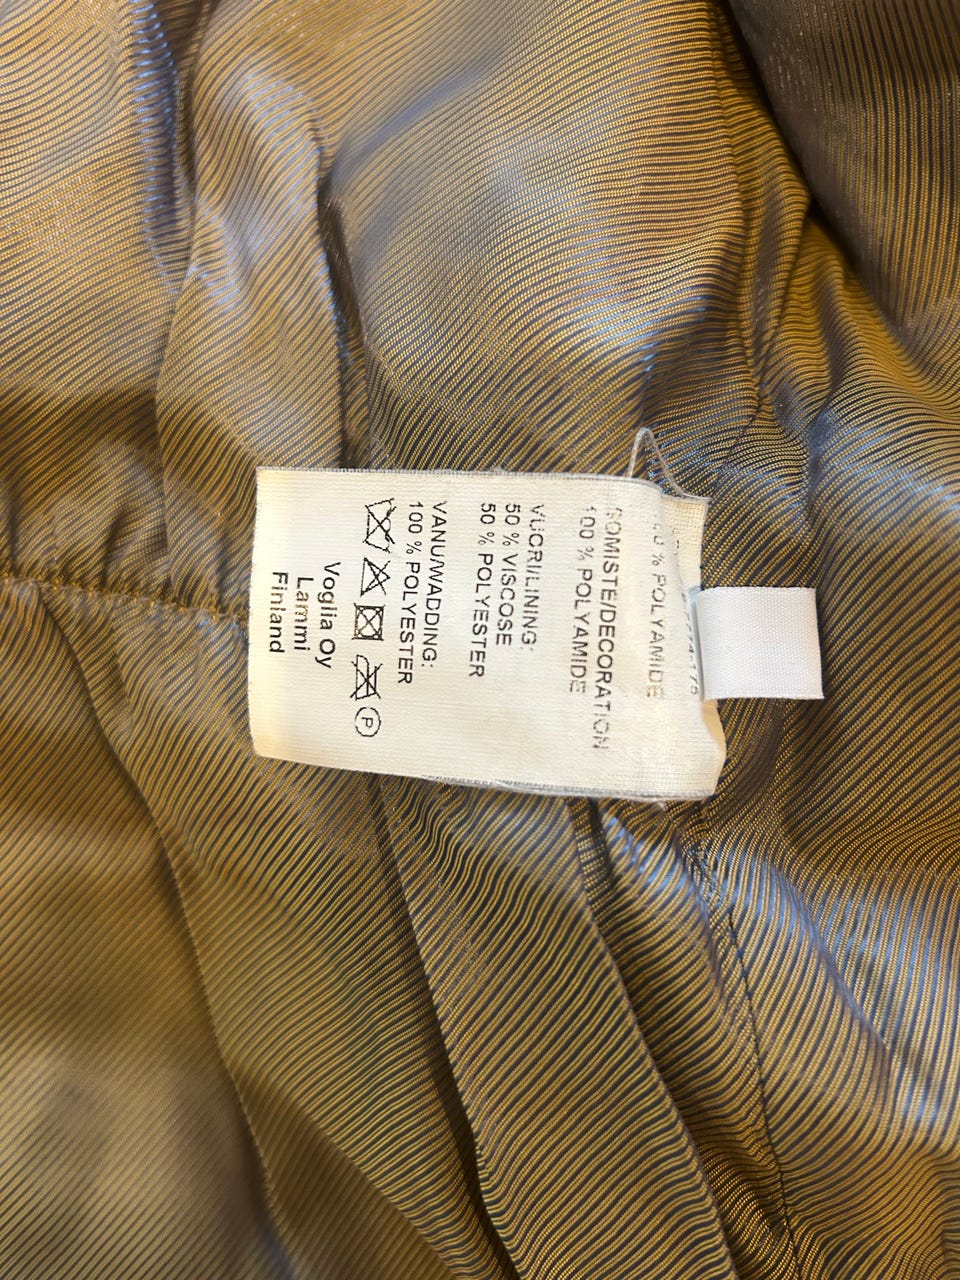 POLYAMIDE
SOMISTE/DECORATION
100 % POLYAMIDE
VUORI/LINING:
50 % VISCOSE
50 % POLYESTER
VANU/WADDING:
100 % POLYESTER
P
Voglia Oy
Lammi
Finland